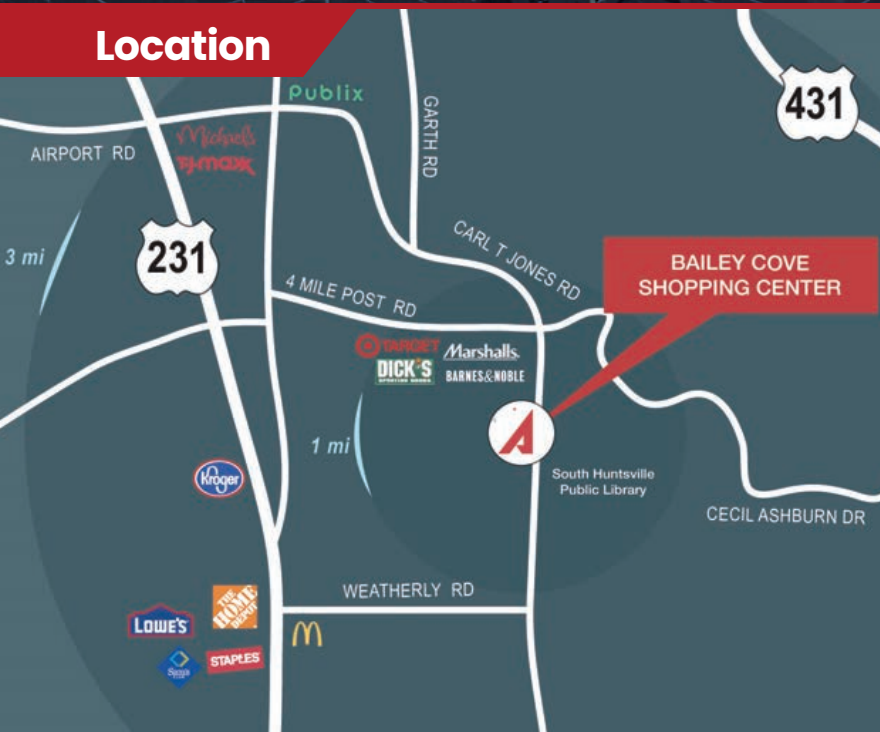 Location
Publix
431
GARTH RD
Michaels
T.J.maxx
AIRPORT RD
3 mi
231
CARL T JONES RD
BAILEY COVE
SHOPPING CENTER
4 MILE POST RD
TARGET
Marshalls.
DICK'S
SPORTING GOODS
BARNES&NOBLE
1 mi
Kroger
South Huntsville
Public Library
CECIL ASHBURN DR
WEATHERLY RD
THE
HOME
DEPOT
LOWE'S
Sam's
STAPLES